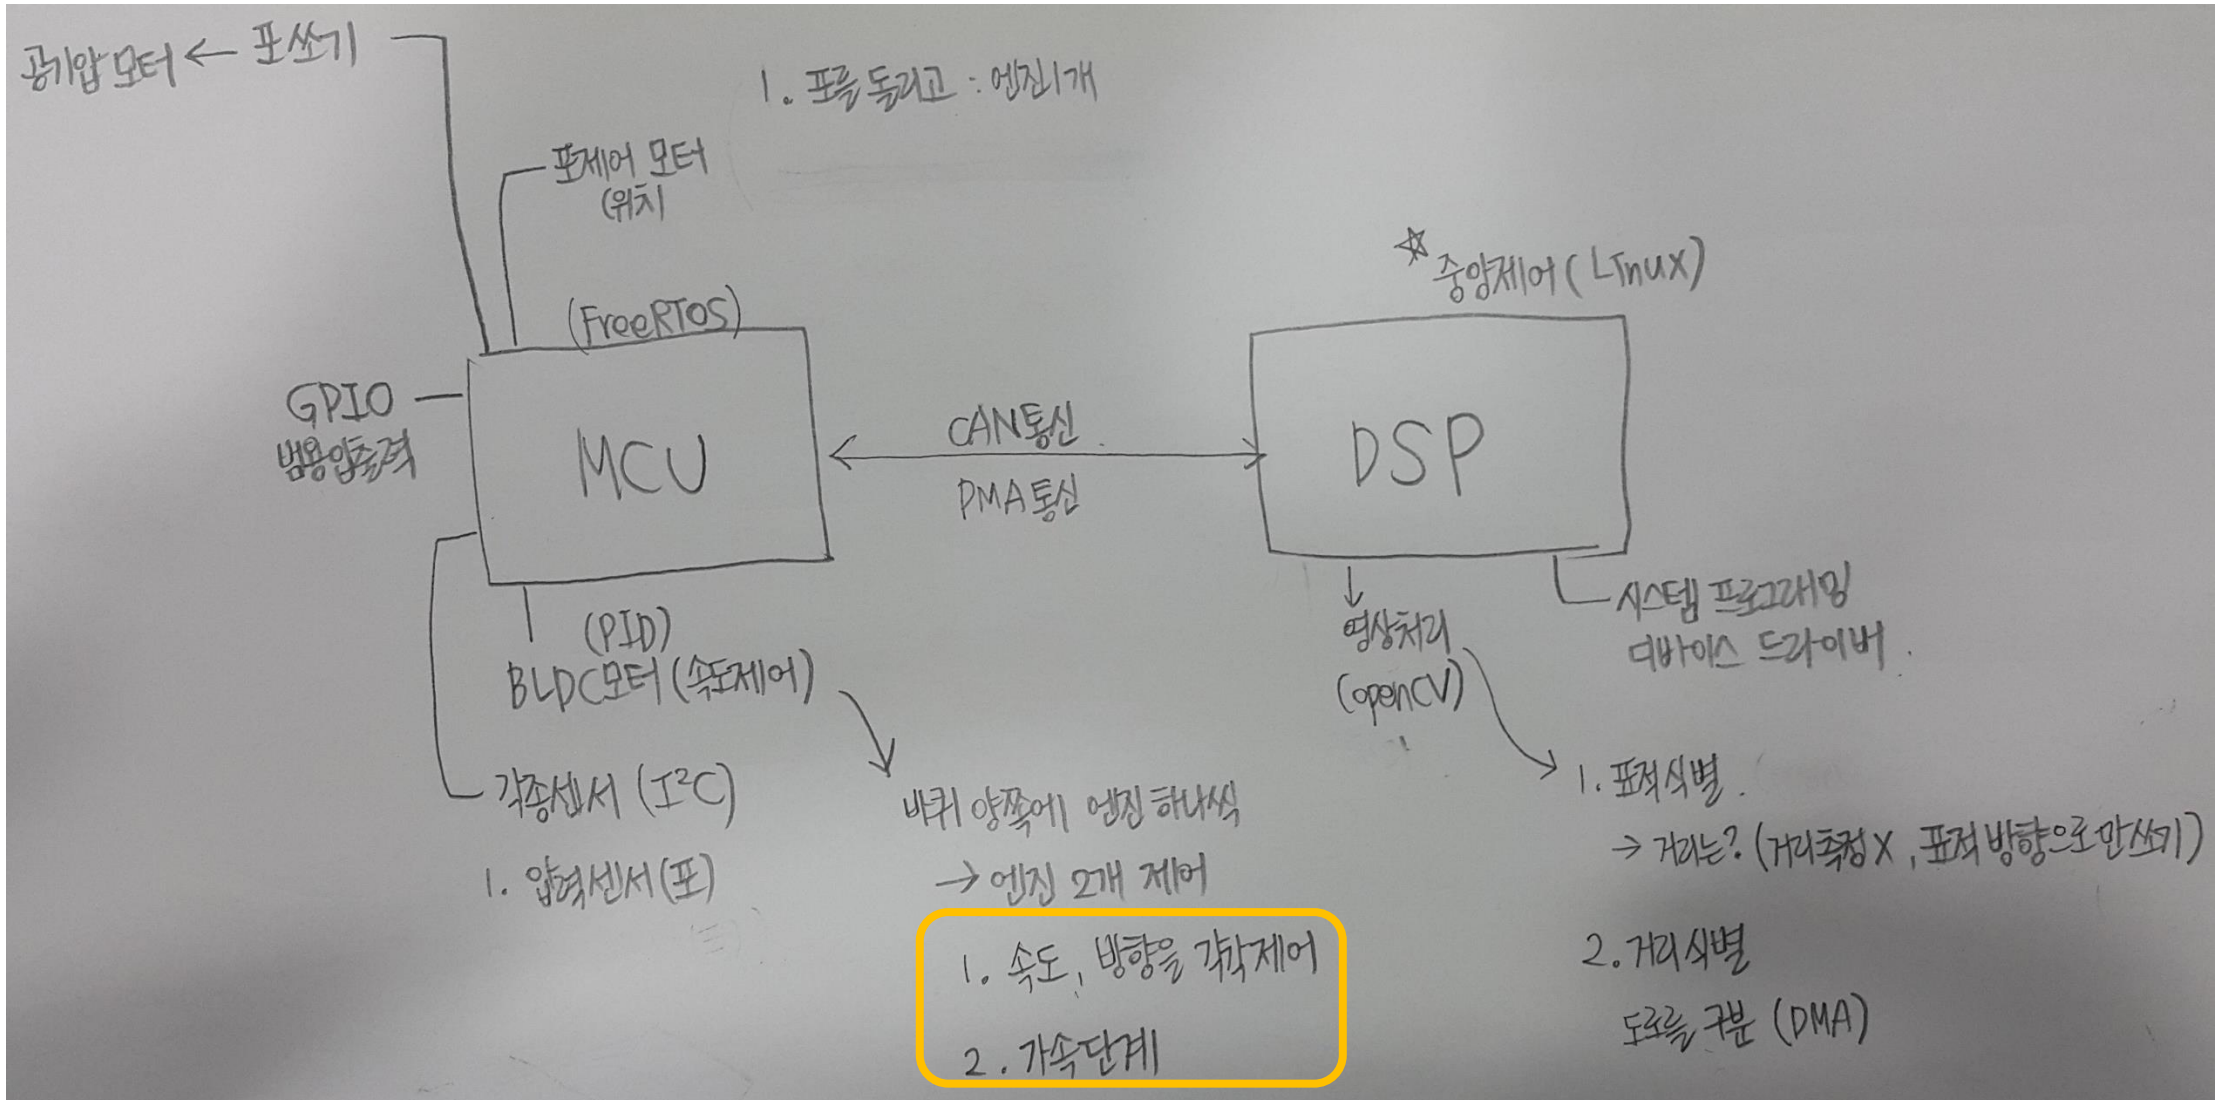 공기압 모터 ← 포 쏘기
1. 포를 돌리고 : 엔진 1개
포제어 모터
(위치
☆ 중앙제어 (Linux)
(FreeRTOS)
GPIO
범용입출력
MCU
CAN통신
DMA통신
DSP
(PID)
BLDC모터 (속도제어)
영상처리
(openCV)
시스템 프로그래밍
디바이스 드라이버
각종센서 (I²C)
1. 압력센서 (포)
바퀴 양쪽에 엔진 하나씩
→ 엔진 2개 제어
1. 속도, 방향을 각각제어
2. 가속단계
1. 표적식별
→ 거리는? (거리측정 X, 표적 방향으로만 쏘기)
2. 거리식별
도로를 구분 (DMA)